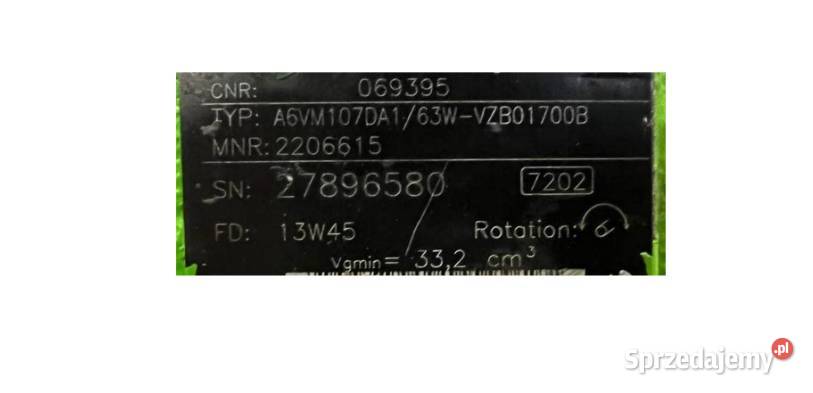 CNR: 069395
TYP: A6VM107DA1/63W-VZB01700B
MNR: 2206615
SN: 27896580 7202
FD: 13W45 Rotation:
vgmin= 33,2 cm³
Sprzedajemy.pl